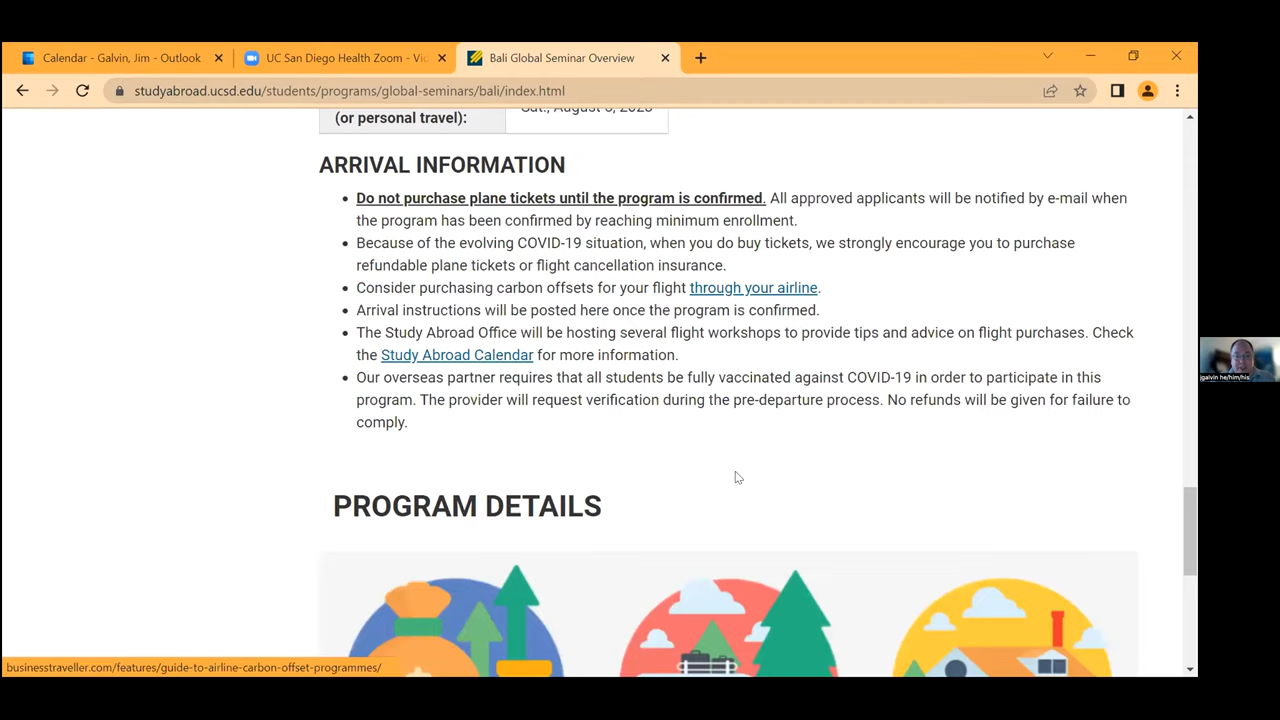 Calendar - Galvin, Jim - Outlook
UC San Diego Health Zoom - Vid
Bali Global Seminar Overview
studyabroad.ucsd.edu/students/programs/global-seminars/bali/index.html
(or personal travel):
ARRIVAL INFORMATION
Do not purchase plane tickets until the program is confirmed. All approved applicants will be notified by e-mail when
the program has been confirmed by reaching minimum enrollment.
Because of the evolving COVID-19 situation, when you do buy tickets, we strongly encourage you to purchase
refundable plane tickets or flight cancellation insurance.
Consider purchasing carbon offsets for your flight through your airline.
Arrival instructions will be posted here once the program is confirmed.
The Study Abroad Office will be hosting several flight workshops to provide tips and advice on flight purchases. Check
the Study Abroad Calendar for more information.
Our overseas partner requires that all students be fully vaccinated against COVID-19 in order to participate in this
program. The provider will request verification during the pre-departure process. No refunds will be given for failure to
comply.
PROGRAM DETAILS
businesstraveller.com/features/guide-to-airline-carbon-offset-programmes/
jgalvin he/him/his